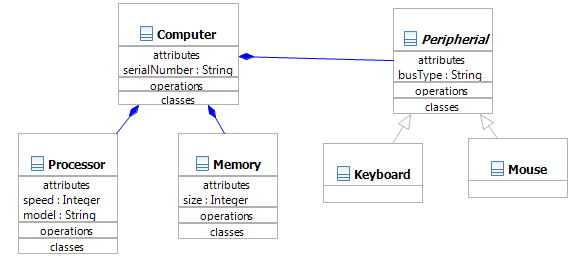 Computer
attributes
serialNumber : String
operations
classes
Peripherial
attributes
busType : String
operations
classes
Processor
attributes
speed : Integer
model : String
operations
classes
Memory
attributes
size : Integer
operations
classes
Keyboard
Mouse